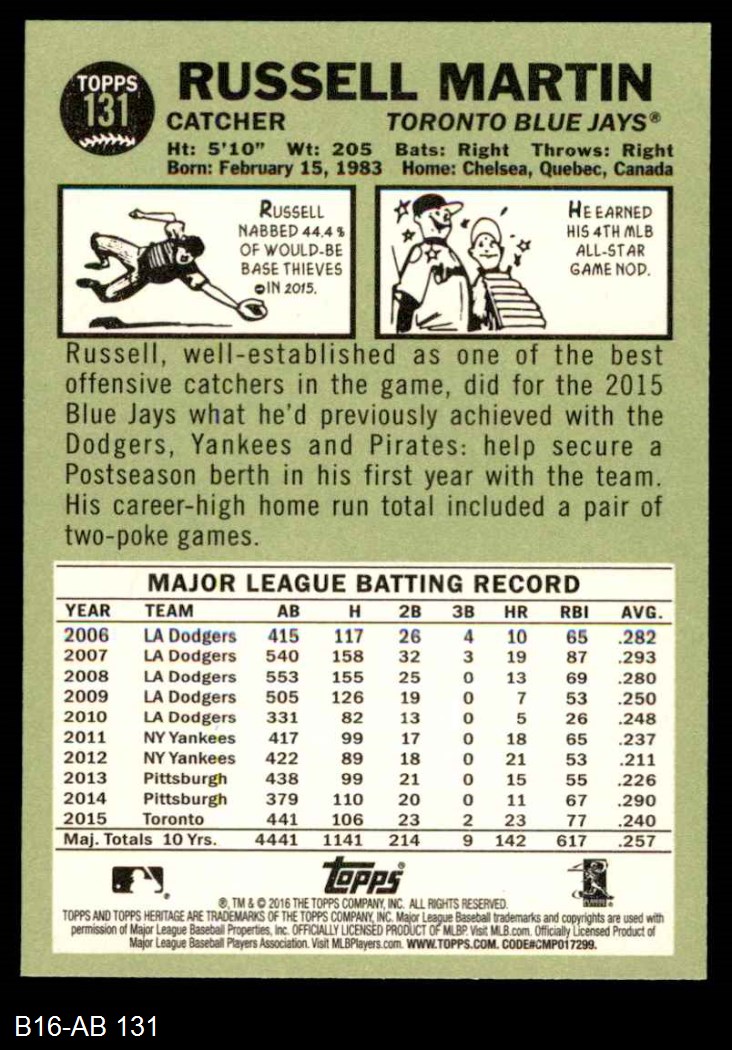 TOPPS
131
RUSSELL MARTIN
CATCHER TORONTO BLUE JAYS®
Ht: 5'10" Wt: 205 Bats: Right Throws: Right
Born: February 15, 1983 Home: Chelsea, Quebec, Canada
RUSSELL
NABBED 44.4%
OF WOULD-BE
BASE THIEVES
IN 2015.
HE EARNED
HIS 4TH MLB
ALL-STAR
GAME NOD.
Russell, well-established as one of the best
offensive catchers in the game, did for the 2015
Blue Jays what he'd previously achieved with the
Dodgers, Yankees and Pirates: help secure a
Postseason berth in his first year with the team.
His career-high home run total included a pair of
two-poke games.
MAJOR LEAGUE BATTING RECORD
YEAR TEAM AB H 2B 3B HR RBI AVG.
2006 LA Dodgers 415 117 26 4 10 65 .282
2007 LA Dodgers 540 158 32 3 19 87 .293
2008 LA Dodgers 553 155 25 0 13 69 .280
2009 LA Dodgers 505 126 19 0 7 53 .250
2010 LA Dodgers 331 82 13 0 5 26 .248
2011 NY Yankees 417 99 17 0 18 65 .237
2012 NY Yankees 422 89 18 0 21 53 .211
2013 Pittsburgh 438 99 21 0 15 55 .226
2014 Pittsburgh 379 110 20 0 11 67 .290
2015 Toronto 441 106 23 2 23 77 .240
Maj. Totals 10 Yrs. 4441 1141 214 9 142 617 .257
topps®
®, TM & © 2016 THE TOPPS COMPANY, INC. ALL RIGHTS RESERVED.
TOPPS AND TOPPS HERITAGE ARE TRADEMARKS OF THE TOPPS COMPANY, INC. Major League Baseball trademarks and copyrights are used with
permission of Major League Baseball Properties, Inc. OFFICIALLY LICENSED PRODUCT OF MLBP. Visit MLB.com. Officially Licensed Product of
Major League Baseball Players Association. Visit MLBPlayers.com. WWW.TOPPS.COM. CODE#CMP017299.
B16-AB 131